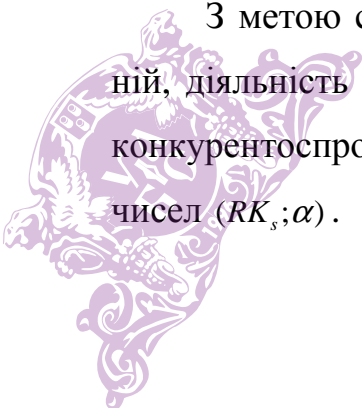 З метою с
ній, діяльність
конкурентоспро
чисел (RKₛ;α).